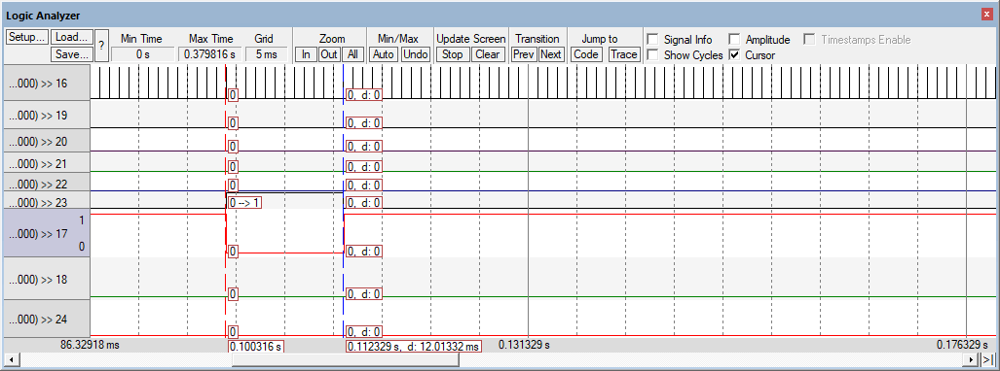 Logic Analyzer
Setup... Load... Save... ? Min Time 0 s Max Time 0.379816 s Grid 5 ms Zoom In Out All Min/Max Auto Undo Update Screen Stop Clear Transition Prev Next Jump to Code Trace Signal Info Show Cycles Amplitude Cursor Timestamps Enable
...000) >> 16 0 0, d: 0
...000) >> 19 0 0, d: 0
...000) >> 20 0 0, d: 0
...000) >> 21 0 0, d: 0
...000) >> 22 0 0, d: 0
...000) >> 23 0 --> 1 0, d: 0
1
...000) >> 17
0 0 0, d: 0
...000) >> 18 0 0, d: 0
...000) >> 24 0 0, d: 0
86.32918 ms 0.100316 s 0.112329 s, d: 12.01332 ms 0.131329 s 0.176329 s
>|